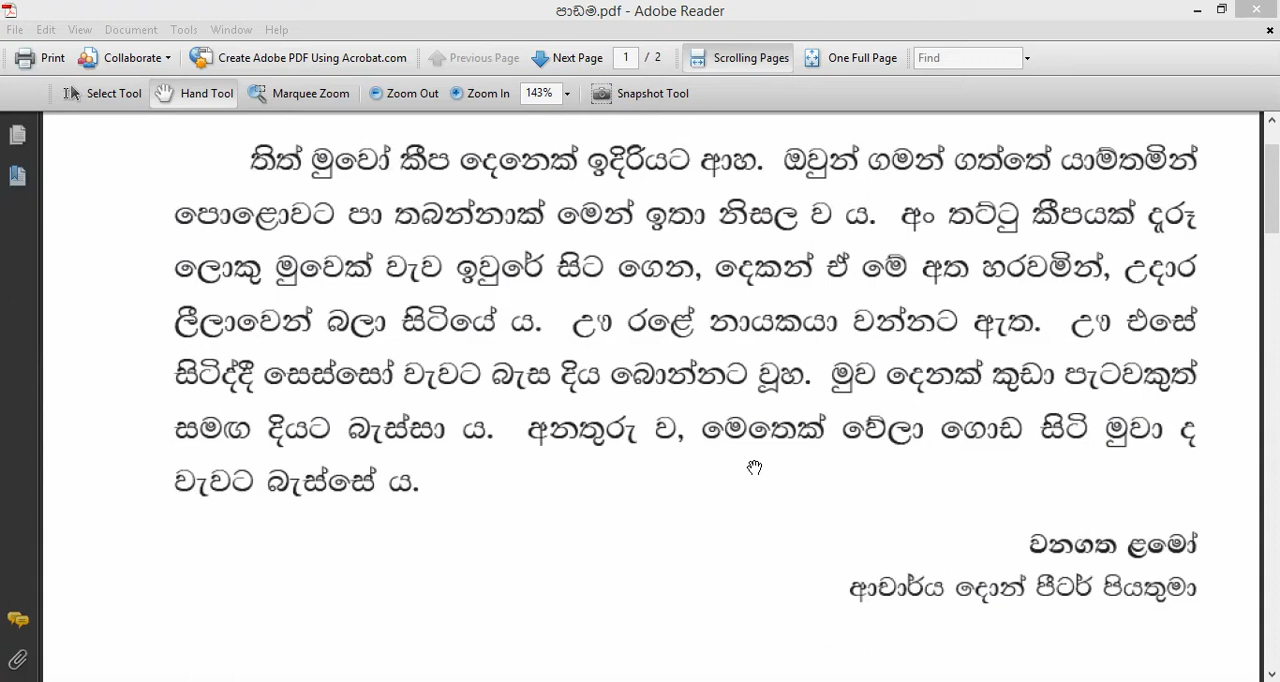 පාඩම.pdf - Adobe Reader
File Edit View Document Tools Window Help
Print Collaborate Create Adobe PDF Using Acrobat.com Previous Page Next Page 1 / 2 Scrolling Pages One Full Page Find
Select Tool Hand Tool Marquee Zoom Zoom Out Zoom In 143% Snapshot Tool
තිත් මුවෝ කීප දෙනෙක් ඉදිරියට ආහ. ඔවුන් ගමන් ගත්තේ යාම්තමින්
පොළොවට පා තබන්නාක් මෙන් ඉතා නිසල ව ය. අං තට්ටු කීපයක් දැරූ
ලොකු මුවෙක් වැව ඉවුරේ සිට ගෙන, දෙකන් ඒ මේ අත හරවමින්, උදාර
ලීලාවෙන් බලා සිටියේ ය. ඌ රළේ නායකයා වන්නට ඇත. ඌ එසේ
සිටිද්දී සෙස්සෝ වැවට බැස දිය බොන්නට වූහ. මුව දෙනක් කුඩා පැටවකුත්
සමඟ දියට බැස්සා ය. අනතුරු ව, මෙතෙක් වේලා ගොඩ සිටි මුවා ද
වැවට බැස්සේ ය.
වනගත ළමෝ
ආචාර්ය දොන් පීටර් පියතුමා